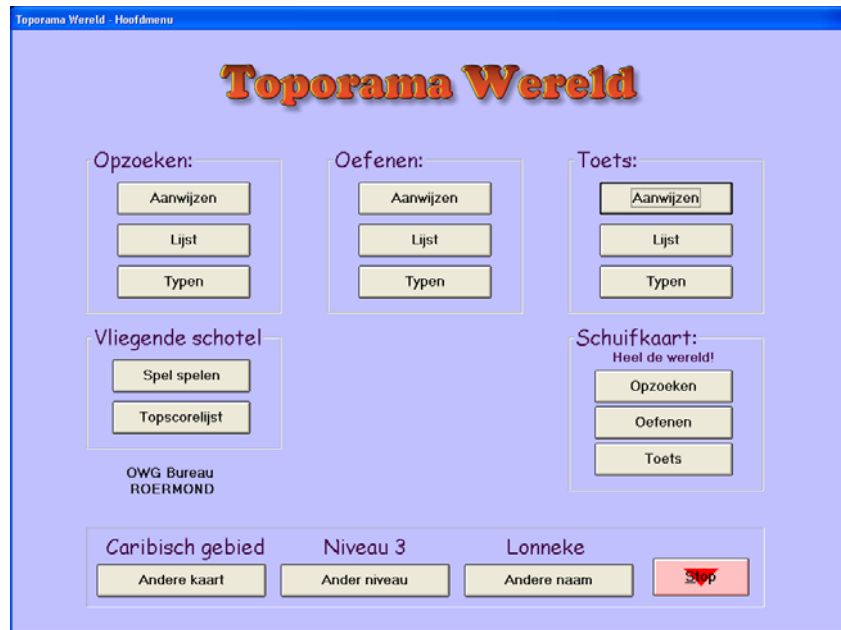 Toporama Wereld - Hoofdmenu
Toporama Wereld
Opzoeken:
Aanwijzen
Lijst
Typen
Oefenen:
Aanwijzen
Lijst
Typen
Toets:
Aanwijzen
Lijst
Typen
Vliegende schotel
Spel spelen
Topscorelijst
Schuifkaart:
Heel de wereld!
Opzoeken
Oefenen
Toets
OWG Bureau
ROERMOND
Caribisch gebied
Andere kaart
Niveau 3
Ander niveau
Lonneke
Andere naam
Stop